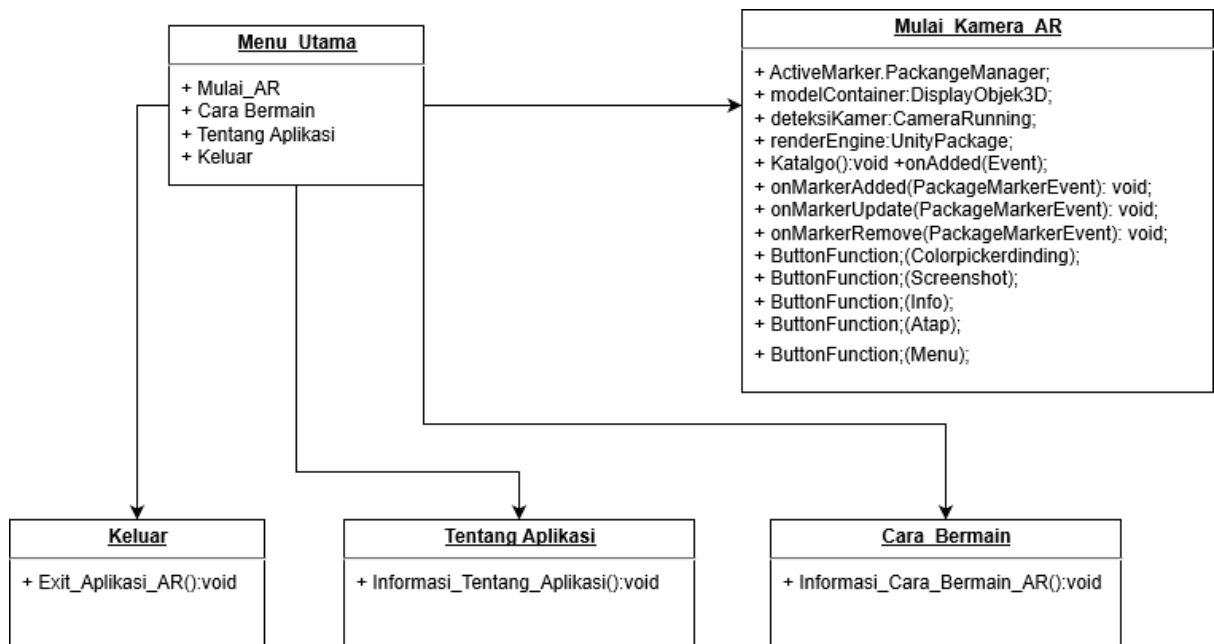 Menu_Utama
+ Mulai_AR
+ Cara Bermain
+ Tentang Aplikasi
+ Keluar
Mulai_Kamera_AR
+ ActiveMarker.PackangeManager;
+ modelContainer:DisplayObjek3D;
+ deteksiKamer:CameraRunning;
+ renderEngine:UnityPackage;
+ Katalgo():void +onAdded(Event);
+ onMarkerAdded(PackageMarkerEvent): void;
+ onMarkerUpdate(PackageMarkerEvent): void;
+ onMarkerRemove(PackageMarkerEvent): void;
+ ButtonFunction;(Colorpickerdinding);
+ ButtonFunction;(Screenshot);
+ ButtonFunction;(Info);
+ ButtonFunction;(Atap);
+ ButtonFunction;(Menu);
Keluar
+ Exit_Aplikasi_AR():void
Tentang Aplikasi
+ Informasi_Tentang_Aplikasi():void
Cara_Bermain
+ Informasi_Cara_Bermain_AR():void